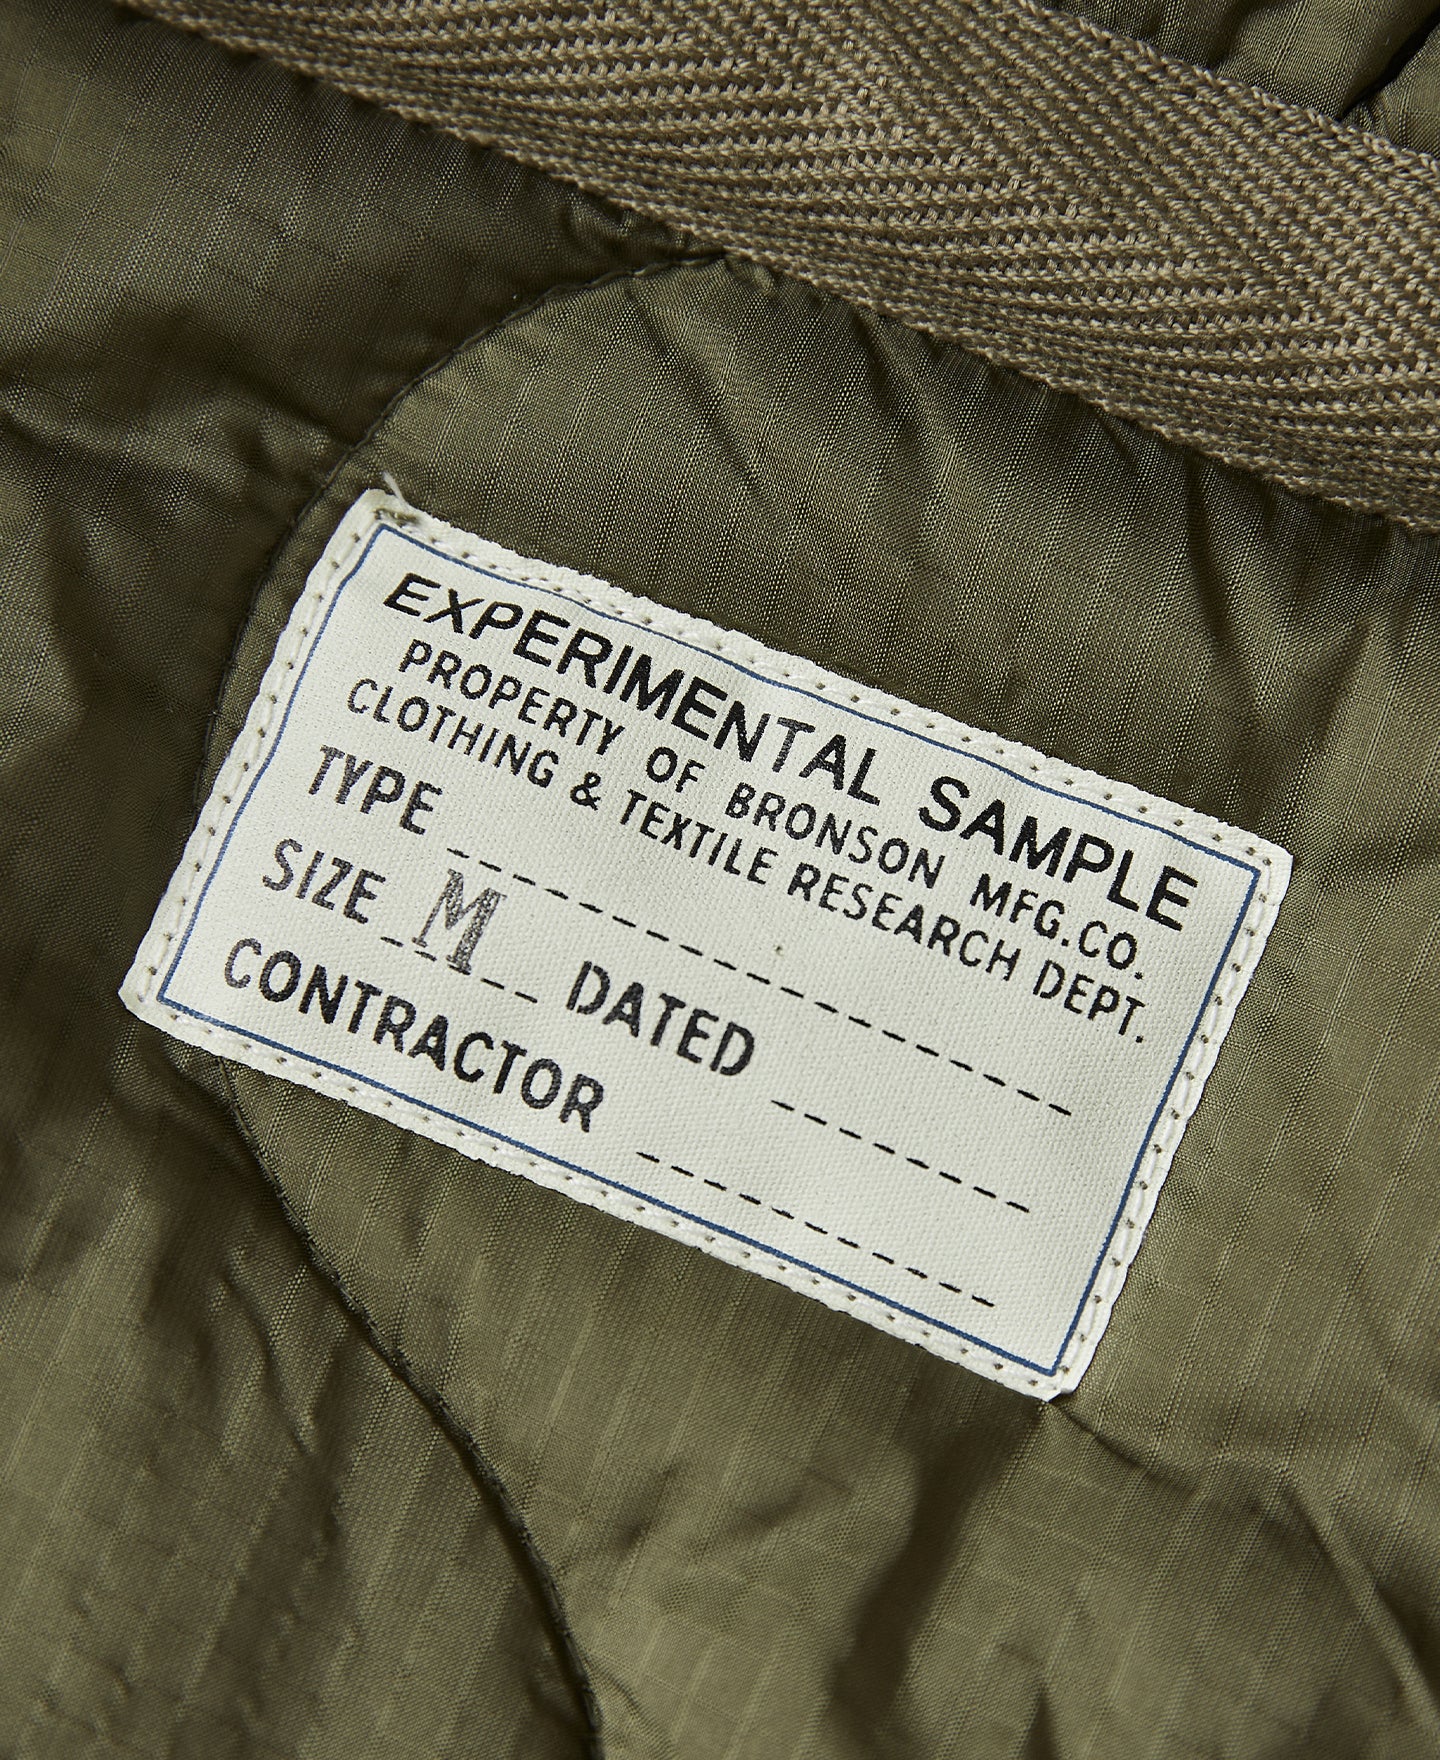 EXPERIMENTAL SAMPLE
PROPERTY OF BRONSON MFG.CO.
CLOTHING & TEXTILE RESEARCH DEPT.
TYPE
SIZE M DATED
CONTRACTOR